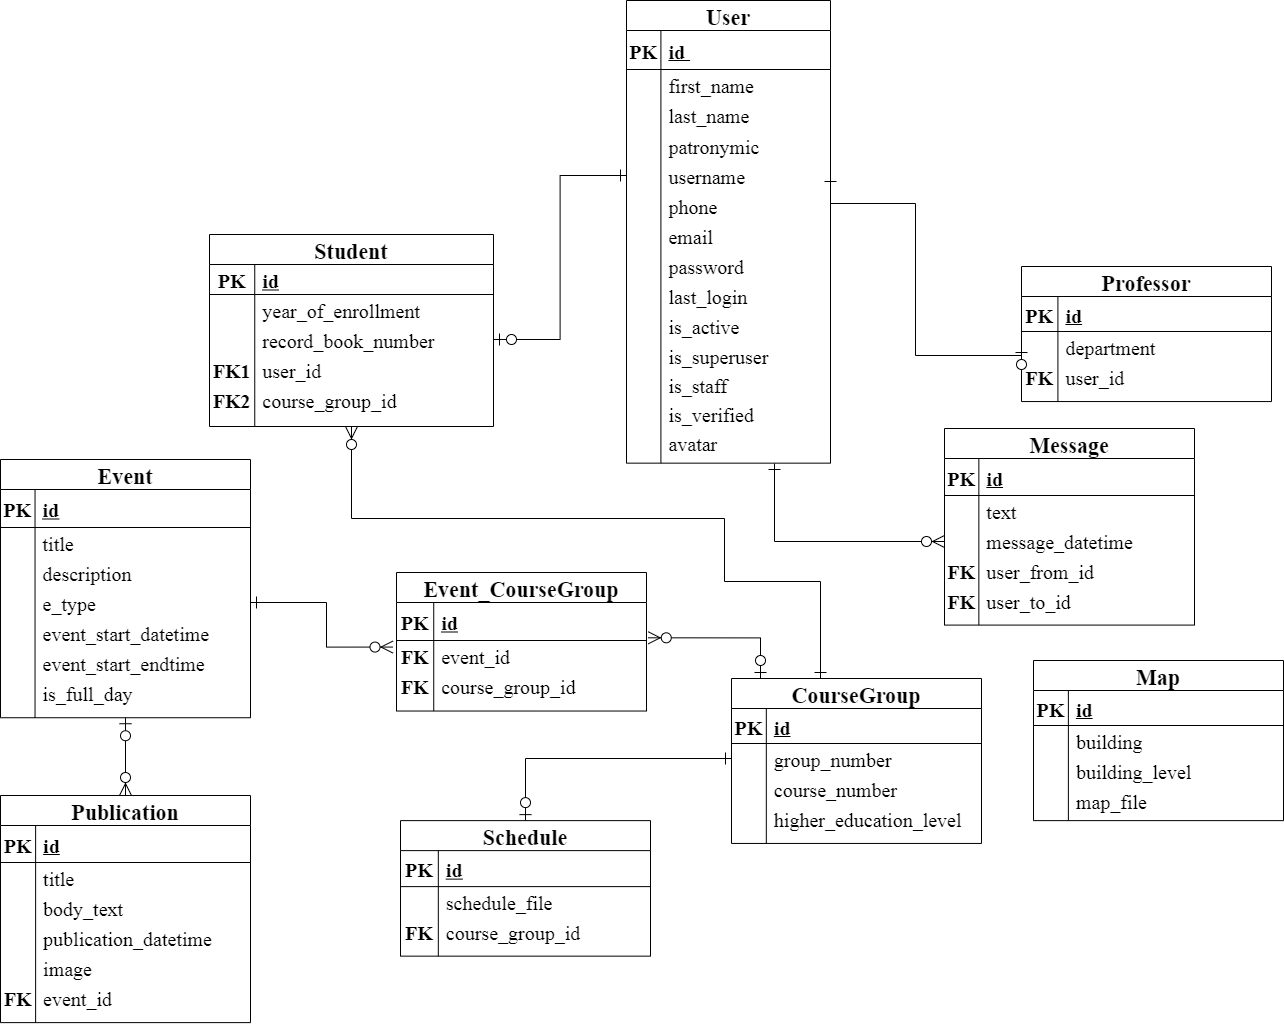 User
PK id
first_name
last_name
patronymic
username
phone
email
password
last_login
is_active
is_superuser
is_staff
is_verified
avatar
Student
PK id
year_of_enrollment
record_book_number
FK1 user_id
FK2 course_group_id
Professor
PK id
department
FK user_id
Message
PK id
text
message_datetime
FK user_from_id
FK user_to_id
Event
PK id
title
description
e_type
event_start_datetime
event_start_endtime
is_full_day
Event_CourseGroup
PK id
FK event_id
FK course_group_id
CourseGroup
PK id
group_number
course_number
higher_education_level
Map
PK id
building
building_level
map_file
Publication
PK id
title
body_text
publication_datetime
image
FK event_id
Schedule
PK id
schedule_file
FK course_group_id